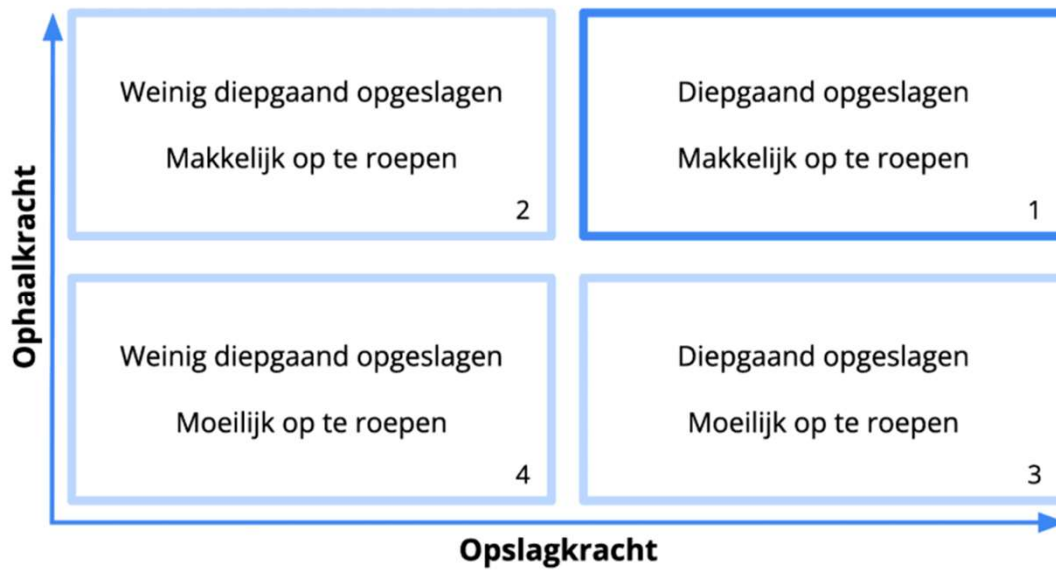 Ophaalkracht
Weinig diepgaand opgeslagen
Makkelijk op te roepen
2
Diepgaand opgeslagen
Makkelijk op te roepen
1
Weinig diepgaand opgeslagen
Moeilijk op te roepen
4
Diepgaand opgeslagen
Moeilijk op te roepen
3
Opslagkracht